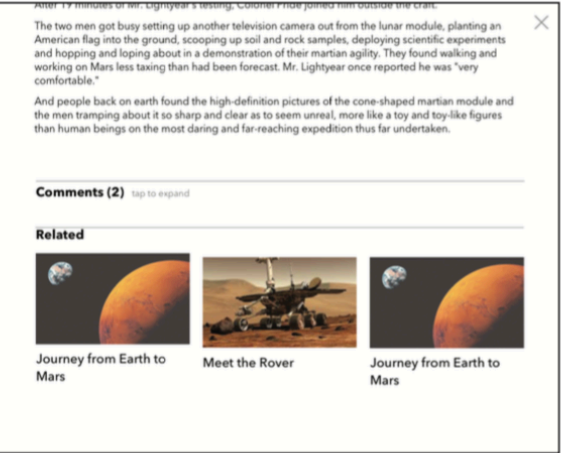 After 19 minutes of Mr. Lightyear's testing, Colonel Pride joined him outside the craft.
The two men got busy setting up another television camera out from the lunar module, planting an
American flag into the ground, scooping up soil and rock samples, deploying scientific experiments
and hopping and loping about in a demonstration of their martian agility. They found walking and
working on Mars less taxing than had been forecast. Mr. Lightyear once reported he was "very
comfortable."
And people back on earth found the high-definition pictures of the cone-shaped martian module and
the men tramping about it so sharp and clear as to seem unreal, more like a toy and toy-like figures
than human beings on the most daring and far-reaching expedition thus far undertaken.
Comments (2) tap to expand
Related
Journey from Earth to
Mars
Meet the Rover
Journey from Earth to
Mars